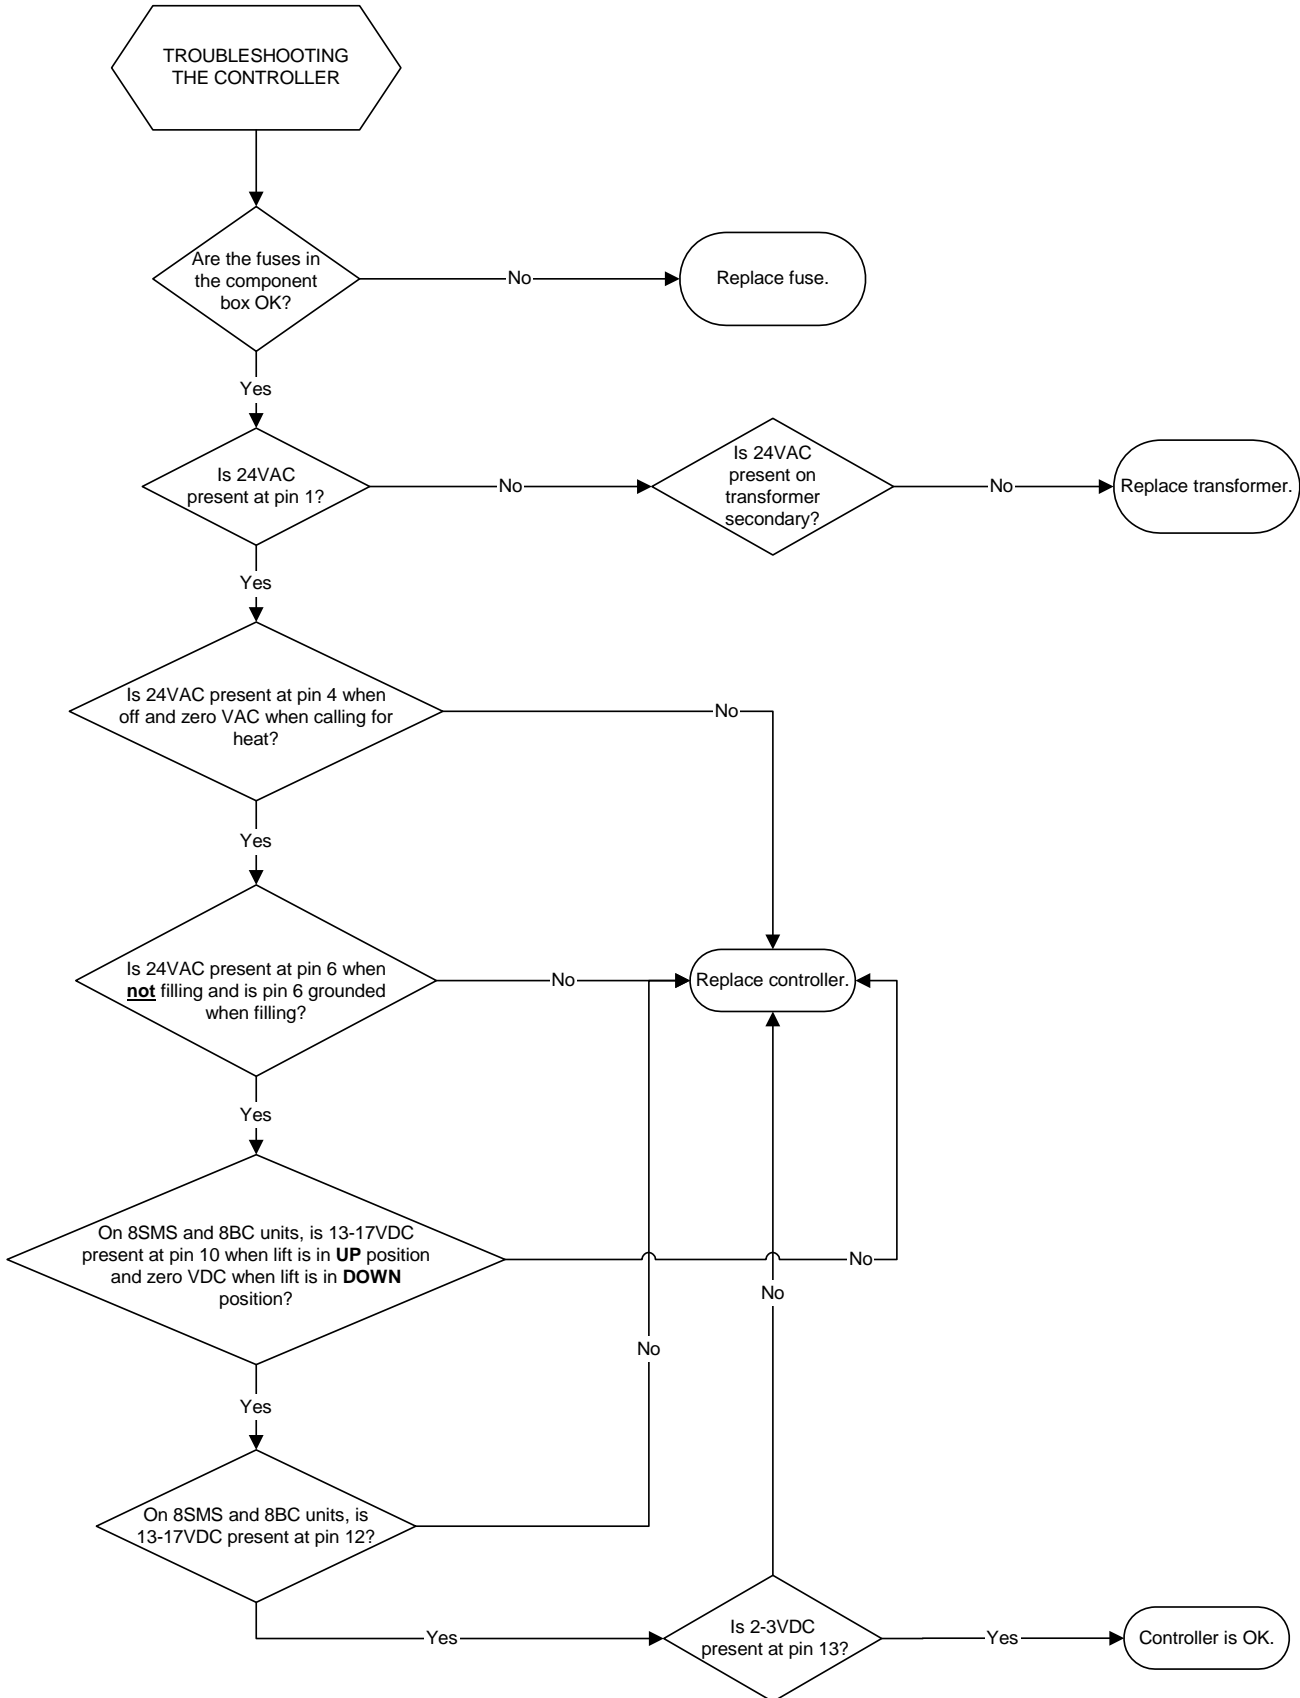 TROUBLESHOOTING
THE CONTROLLER
Are the fuses in
the component
box OK?
No
Replace fuse.
Yes
Is 24VAC
present at pin 1?
No
Is 24VAC
present on
transformer
secondary?
No
Replace transformer.
Yes
Is 24VAC present at pin 4 when
off and zero VAC when calling for
heat?
No
Yes
Is 24VAC present at pin 6 when
not filling and is pin 6 grounded
when filling?
No
Replace controller.
Yes
On 8SMS and 8BC units, is 13-17VDC
present at pin 10 when lift is in UP position
and zero VDC when lift is in DOWN
position?
No
No
No
Yes
On 8SMS and 8BC units, is
13-17VDC present at pin 12?
Yes
Is 2-3VDC
present at pin 13?
Yes
Controller is OK.